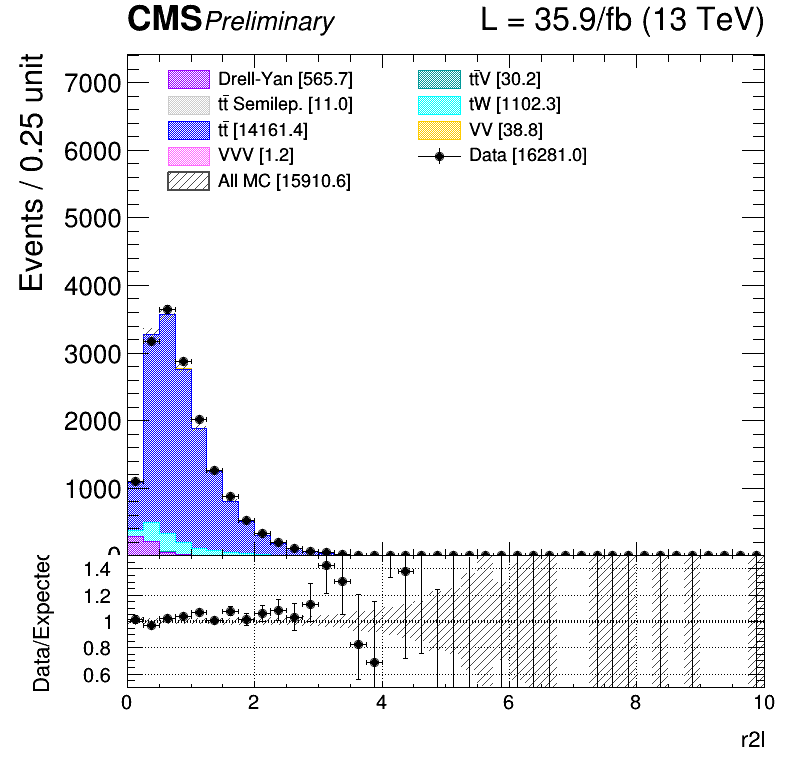 CMS Preliminary L = 35.9/fb (13 TeV)
Events / 0.25 unit
7000
6000
5000
4000
3000
2000
1000
0
Drell-Yan [565.7]
tt̄ Semilep. [11.0]
tt̄ [14161.4]
VVV [1.2]
All MC [15910.6]
tt̄V [30.2]
tW [1102.3]
VV [38.8]
Data [16281.0]
Data/Expected
1.4
1.2
1
0.8
0.6
0 2 4 6 8 10
r2l